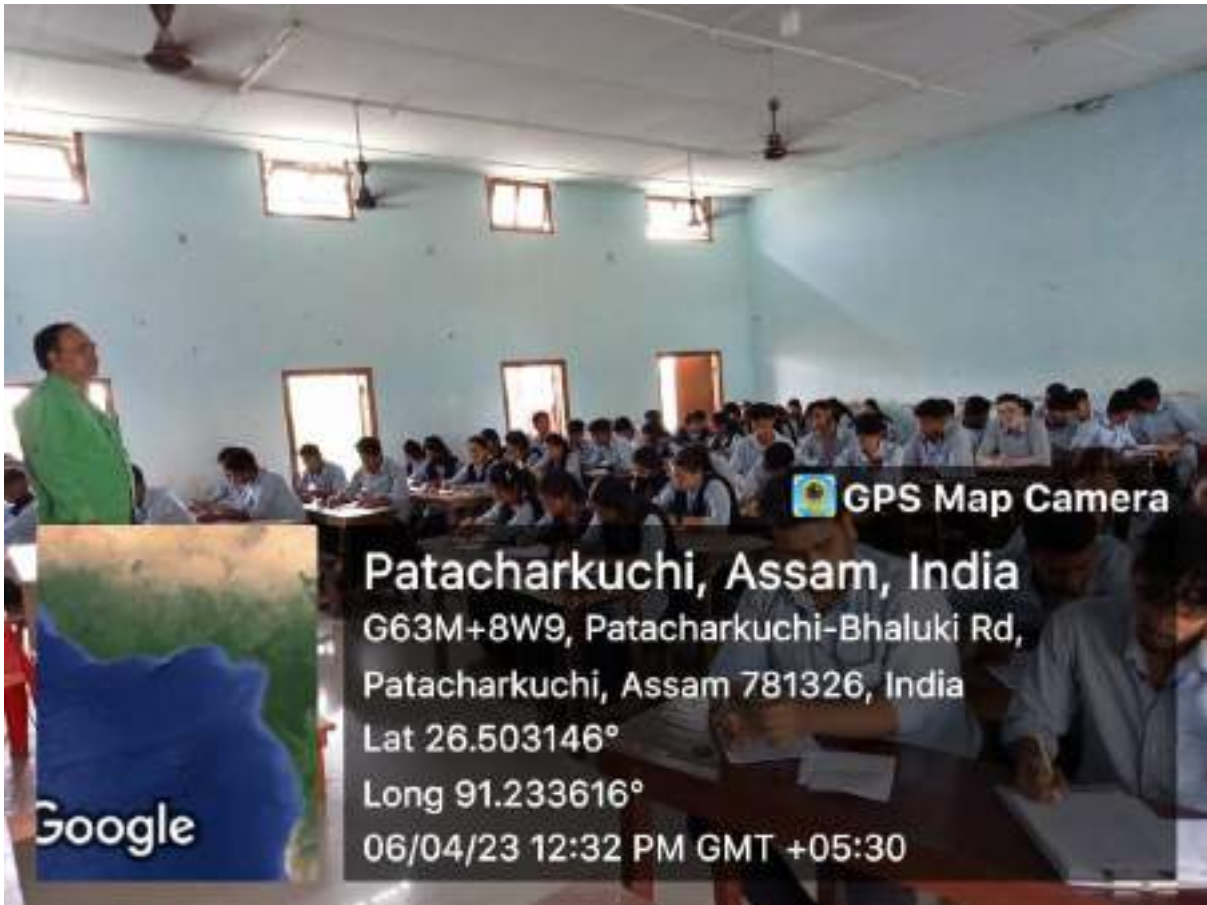 GPS Map Camera
Patacharkuchi, Assam, India
G63M+8W9, Patacharkuchi-Bhaluki Rd,
Patacharkuchi, Assam 781326, India
Lat 26.503146°
Long 91.233616°
06/04/23 12:32 PM GMT +05:30
Google